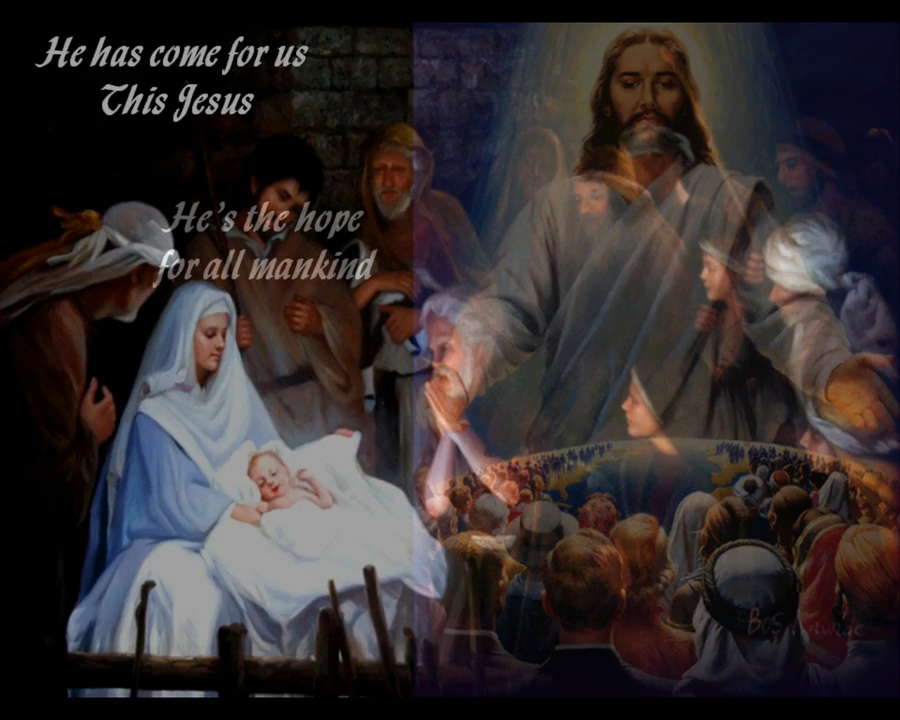 He has come for us
This Jesus
He's the hope
for all mankind